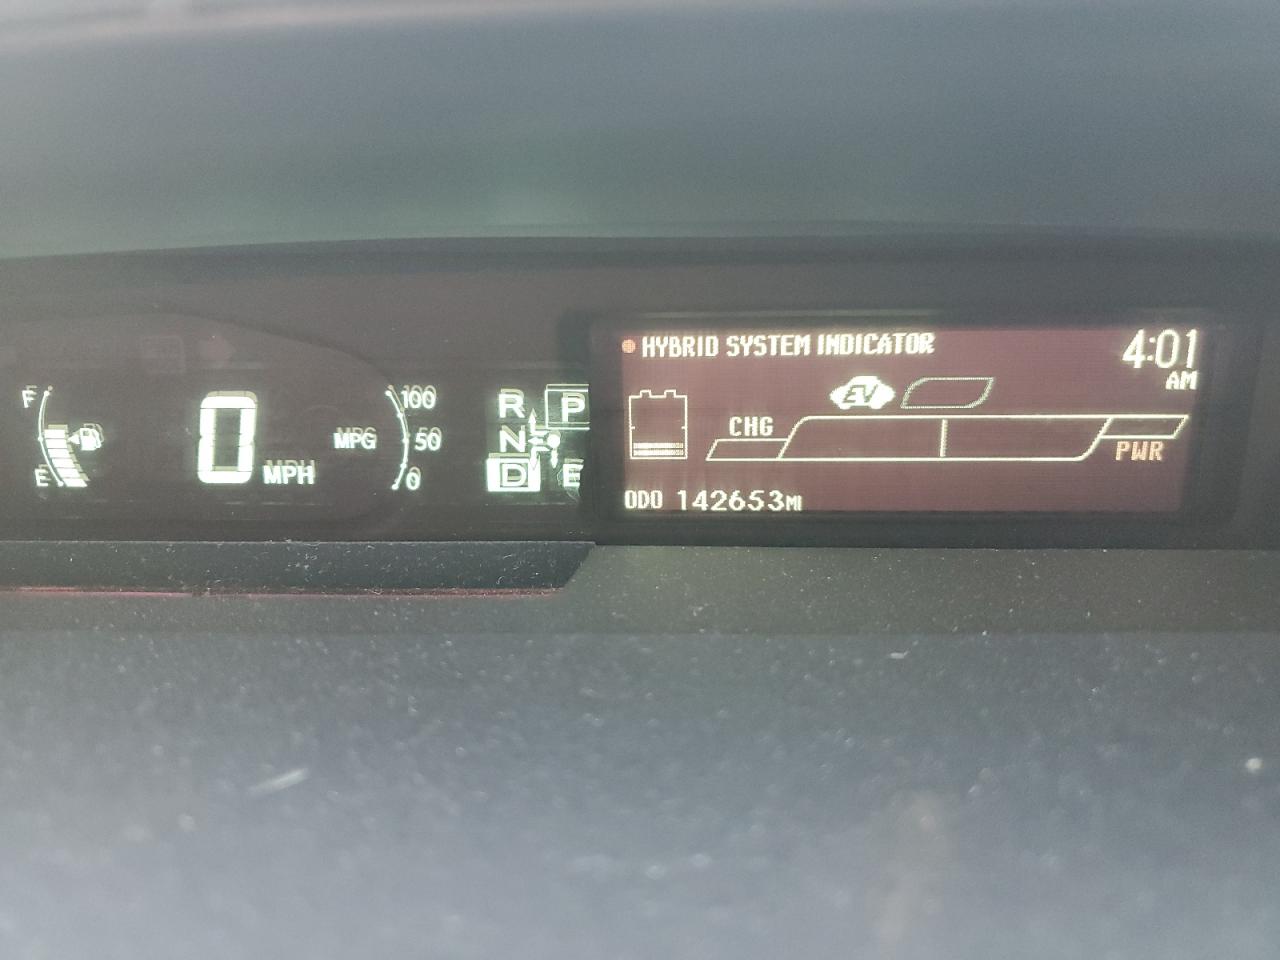 F
E
0
MPH
MPG
100
50
0
R
N
D
P
HYBRID SYSTEM INDICATOR
4:01
AM
EV
CHG
PWR
ODO 142653MI